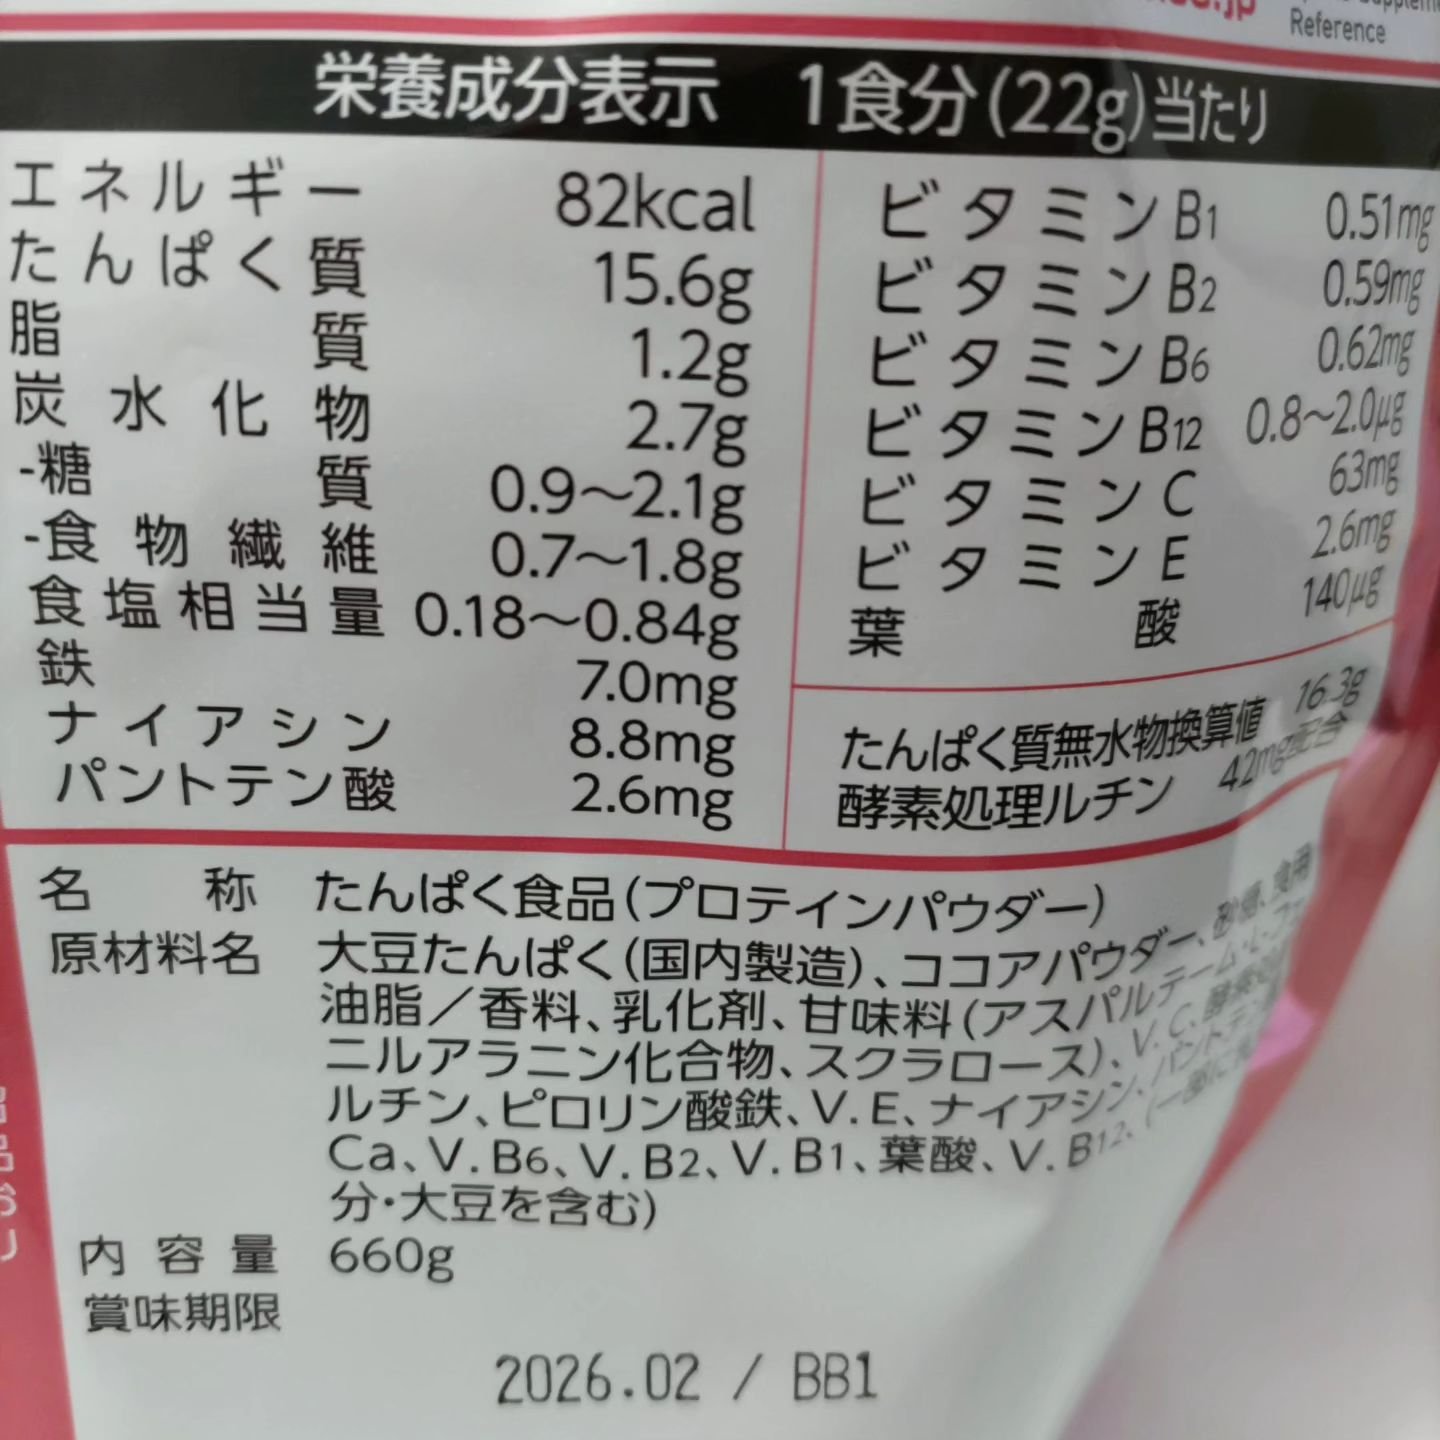 Reference
栄養成分表示 1食分(22g)当たり
エネルギー 82kcal
たんぱく質 15.6g
脂質 1.2g
炭水化物 2.7g
-糖質 0.9～2.1g
-食物繊維 0.7～1.8g
食塩相当量 0.18～0.84g
鉄 7.0mg
ナイアシン 8.8mg
パントテン酸 2.6mg
ビタミンB1 0.51mg
ビタミンB2 0.59mg
ビタミンB6 0.62mg
ビタミンB12 0.8～2.0μg
ビタミンC 63mg
ビタミンE 2.6mg
葉酸 140μg
たんぱく質無水物換算値 16.3g
酵素処理ルチン 42mg配合
名称 たんぱく食品(プロテインパウダー)
原材料名 大豆たんぱく(国内製造)、ココアパウダー、砂糖、食用
油脂／香料、乳化剤、甘味料(アスパルテーム・L-フェ
ニルアラニン化合物、スクラロース)、V.C、酵素処理
ルチン、ピロリン酸鉄、V.E、ナイアシン、パントテン酸
Ca、V.B6、V.B2、V.B1、葉酸、V.B12、(一部に
分・大豆を含む)
内容量 660g
賞味期限
2026.02 / BB1